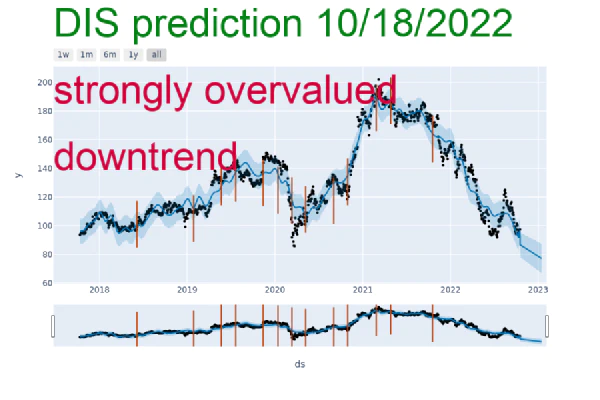 DIS prediction 10/18/2022
1w 1m 6m 1y all
strongly overvalued
downtrend
y
200
180
160
140
120
100
80
60
2018 2019 2020 2021 2022 2023
ds